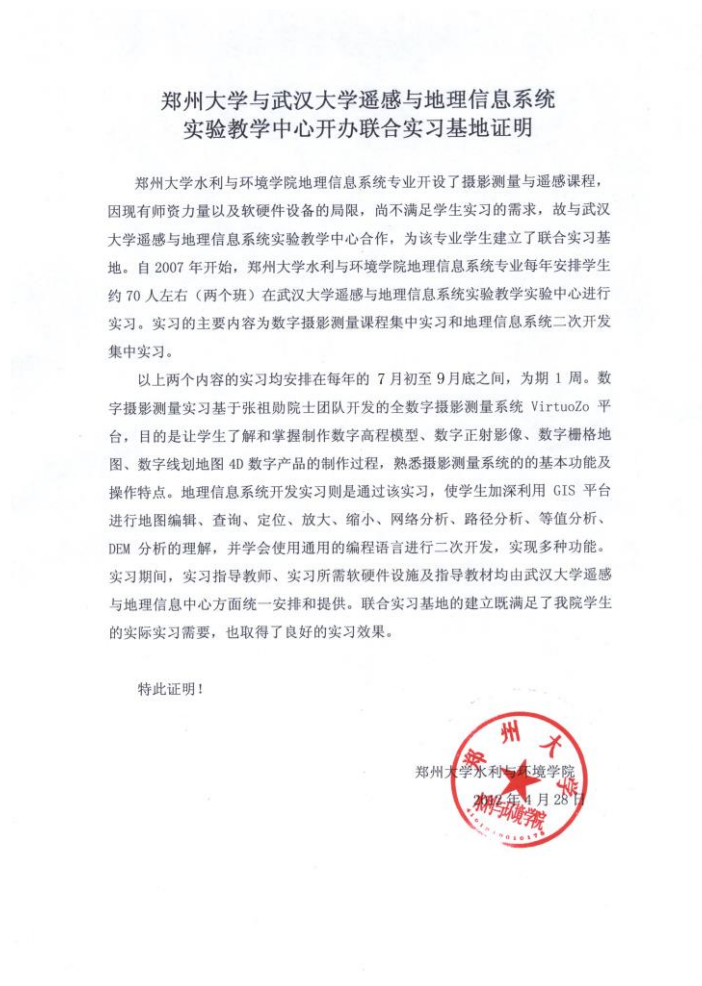 郑州大学与武汉大学遥感与地理信息系统
实验教学中心开办联合实习基地证明
郑州大学水利与环境学院地理信息系统专业开设了摄影测量与遥感课程，
因现有师资力量以及软硬件设备的局限，尚不满足学生实习的需求，故与武汉
大学遥感与地理信息系统实验教学中心合作，为该专业学生建立了联合实习基
地。自 2007 年开始，郑州大学水利与环境学院地理信息系统专业每年安排学生
约 70 人左右（两个班）在武汉大学遥感与地理信息系统实验教学实验中心进行
实习。实习的主要内容为数字摄影测量课程集中实习和地理信息系统二次开发
集中实习。
以上两个内容的实习均安排在每年的 7 月初至 9 月底之间，为期 1 周。数
字摄影测量实习基于张祖勋院士团队开发的全数字摄影测量系统 VirtuoZo 平
台，目的是让学生了解和掌握制作数字高程模型、数字正射影像、数字栅格地
图、数字线划地图 4D 数字产品的制作过程，熟悉摄影测量系统的的基本功能及
操作特点。地理信息系统开发实习则是通过该实习，使学生加深利用 GIS 平台
进行地图编辑、查询、定位、放大、缩小、网络分析、路径分析、等值分析、
DEM 分析的理解，并学会使用通用的编程语言进行二次开发，实现多种功能。
实习期间，实习指导教师、实习所需软硬件设施及指导教材均由武汉大学遥感
与地理信息中心方面统一安排和提供。联合实习基地的建立既满足了我院学生
的实际实习需要，也取得了良好的实习效果。
特此证明！
郑州大学
郑州大学水利与环境学院
2012 年 4 月 28 日
水利与环境学院